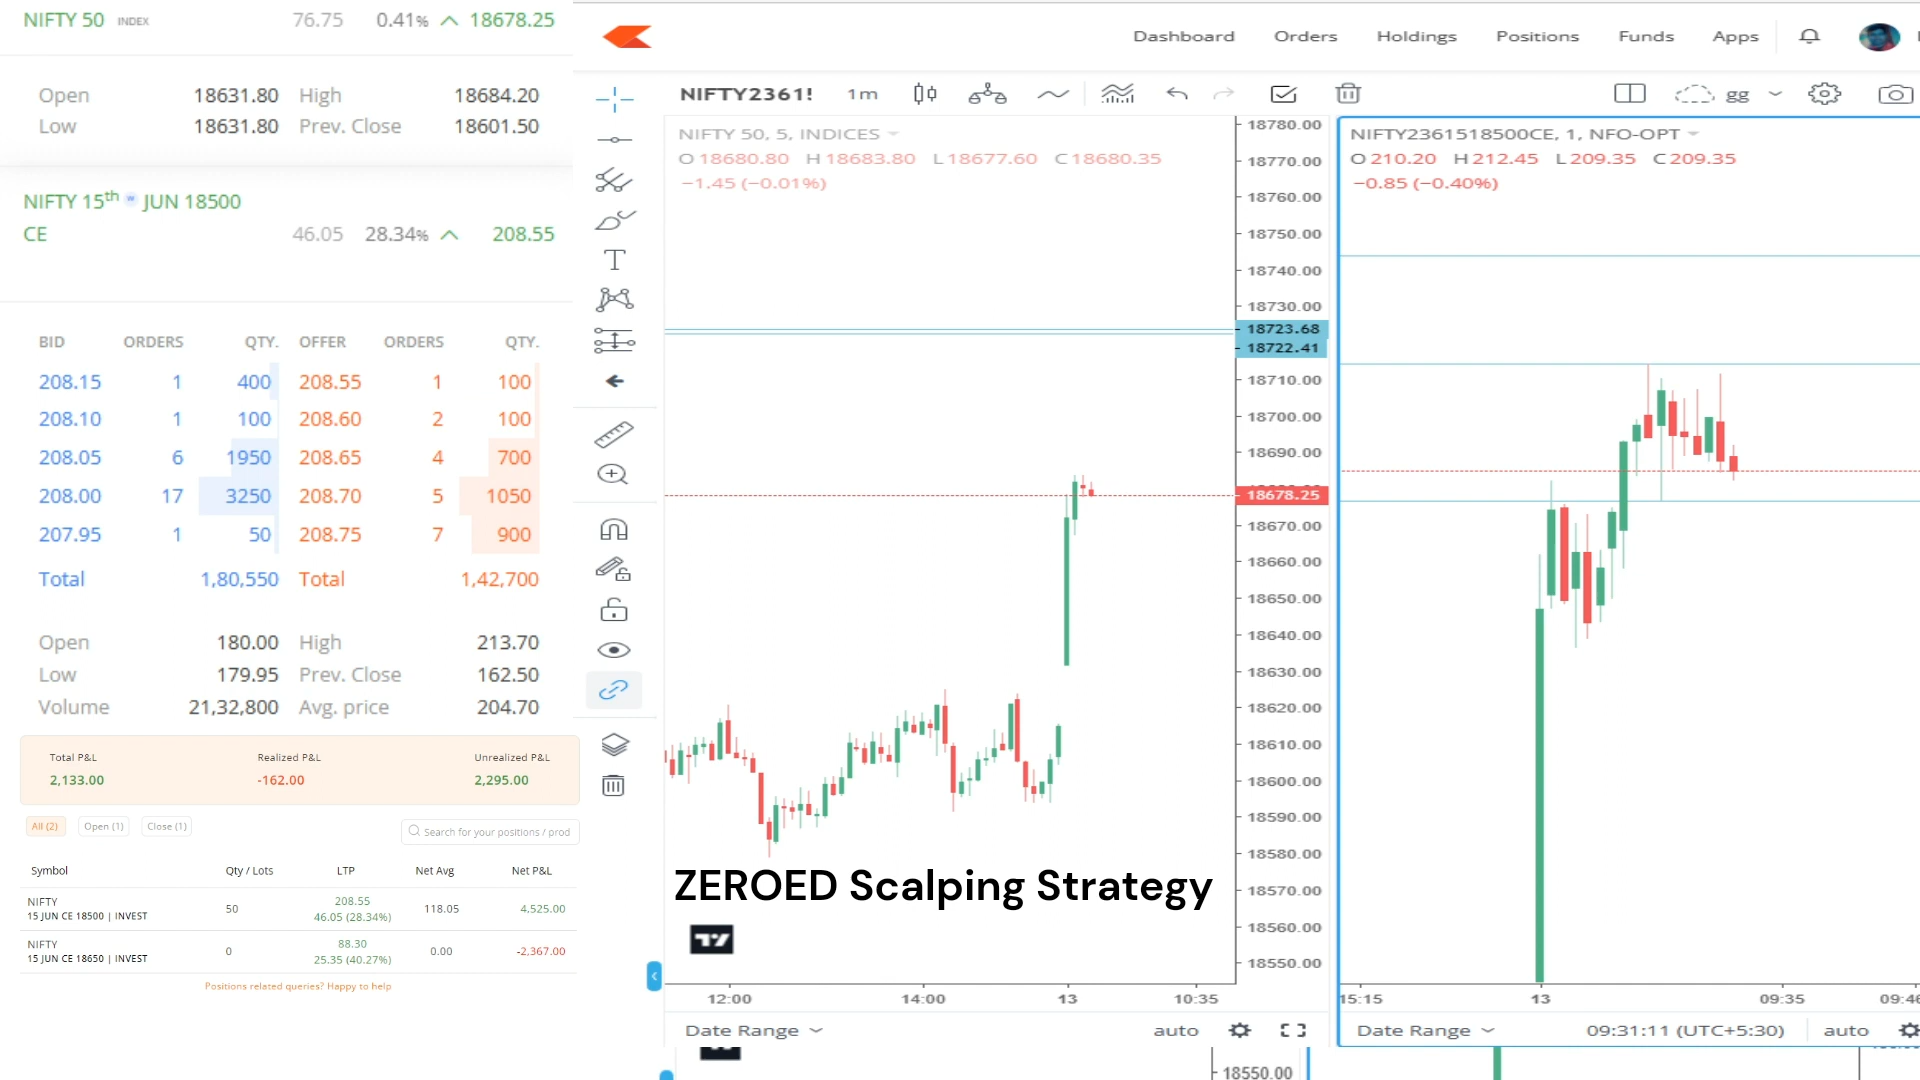 NIFTY 50 INDEX 76.75 0.41% 18678.25
Open 18631.80 High 18684.20
Low 18631.80 Prev. Close 18601.50
NIFTY 15th w JUN 18500
CE 46.05 28.34% 208.55
BID ORDERS QTY. OFFER ORDERS QTY.
208.15 1 400 208.55 1 100
208.10 1 100 208.60 2 100
208.05 6 1950 208.65 4 700
208.00 17 3250 208.70 5 1050
207.95 1 50 208.75 7 900
Total 1,80,550 Total 1,42,700
Open 180.00 High 213.70
Low 179.95 Prev. Close 162.50
Volume 21,32,800 Avg. price 204.70
Total P&L Realized P&L Unrealized P&L
2,133.00 -162.00 2,295.00
All (2) Open (1) Close (1) Search for your positions / prod
Symbol Qty / Lots LTP Net Avg Net P&L
NIFTY 208.55
15 JUN CE 18500 | INVEST 50 46.05 (28.34%) 118.05 4,525.00
NIFTY 88.30
15 JUN CE 18650 | INVEST 0 25.35 (40.27%) 0.00 -2,367.00
Positions related queries? Happy to help
Dashboard Orders Holdings Positions Funds Apps
NIFTY2361! 1m gg
NIFTY 50, 5, INDICES
O 18680.80 H 18683.80 L 18677.60 C 18680.35
−1.45 (−0.01%)
18780.00
18770.00
18760.00
18750.00
18740.00
18730.00
18723.68
18722.41
18710.00
18700.00
18690.00
18678.25
18670.00
18660.00
18650.00
18640.00
18630.00
18620.00
18610.00
18600.00
18590.00
18580.00
18570.00
18560.00
18550.00
ZEROED Scalping Strategy
12:00 14:00 13 10:35
Date Range auto
NIFTY2361518500CE, 1, NFO-OPT
O 210.20 H 212.45 L 209.35 C 209.35
−0.85 (−0.40%)
15:15 13 09:35
Date Range 09:31:11 (UTC+5:30) auto
18550.00